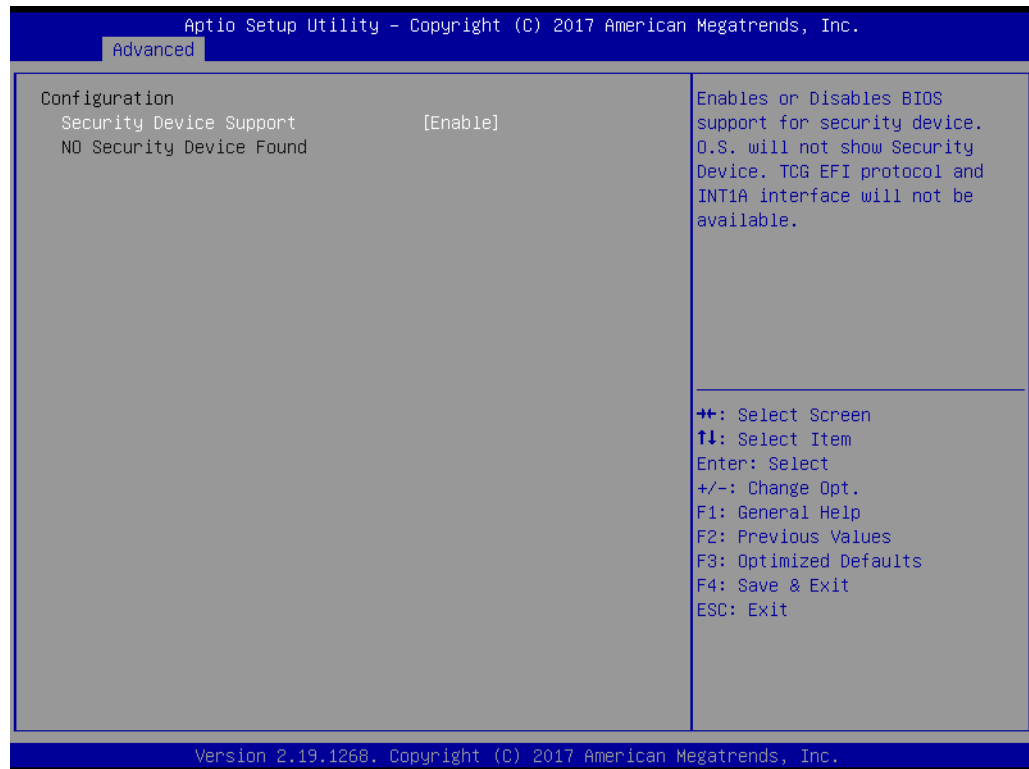 Aptio Setup Utility – Copyright (C) 2017 American Megatrends, Inc.
Advanced
Configuration
Security Device Support [Enable]
NO Security Device Found
Enables or Disables BIOS
support for security device.
O.S. will not show Security
Device. TCG EFI protocol and
INT1A interface will not be
available.
→←: Select Screen
↑↓: Select Item
Enter: Select
+/-: Change Opt.
F1: General Help
F2: Previous Values
F3: Optimized Defaults
F4: Save & Exit
ESC: Exit
Version 2.19.1268. Copyright (C) 2017 American Megatrends, Inc.